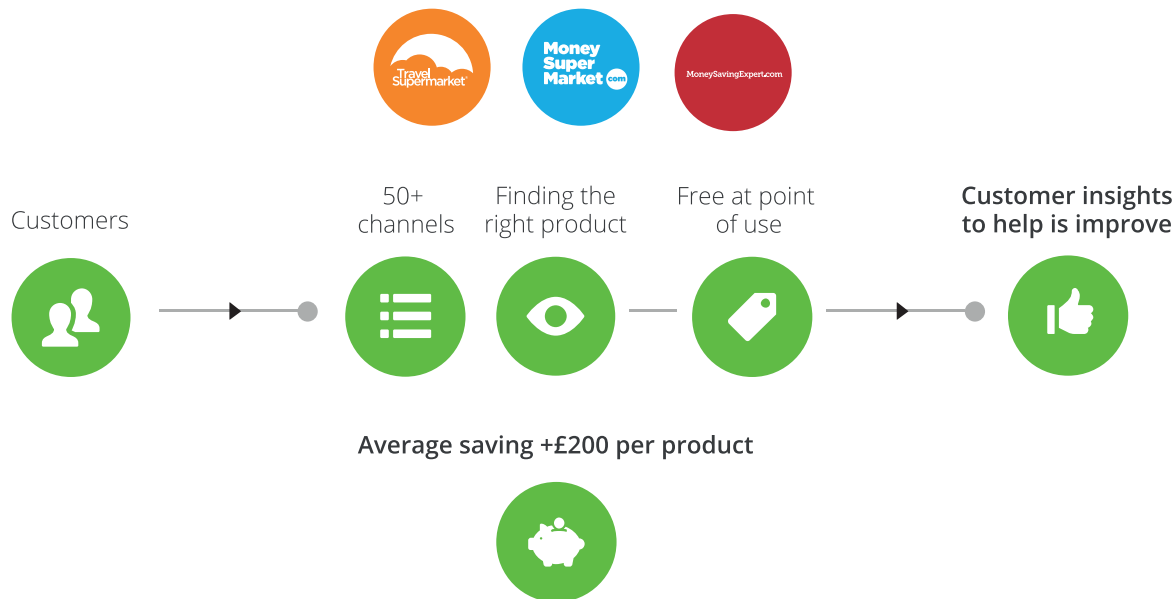 Travel
Supermarket
Money
Super
Market com
MoneySavingExpert.com
Customers
50+
channels
Finding the
right product
Free at point
of use
Customer insights
to help is improve
Average saving +£200 per product